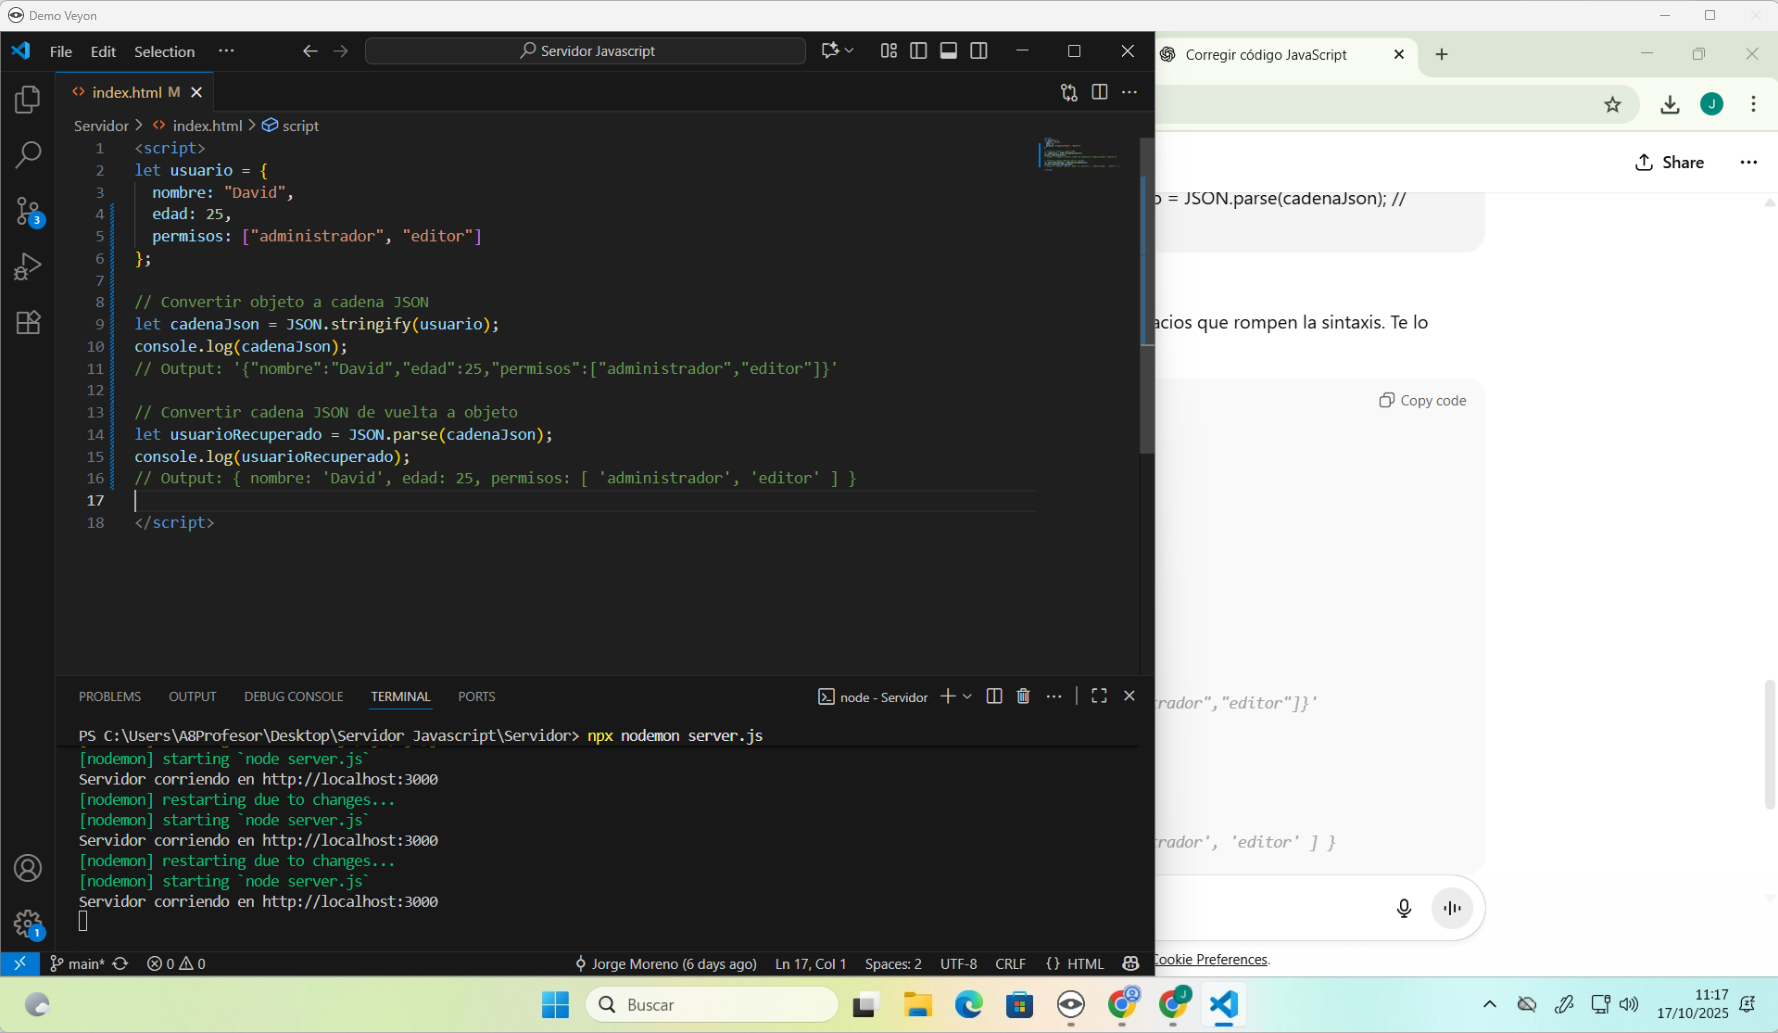 Demo Veyon
File Edit Selection ···
Servidor Javascript
index.html M
Servidor > index.html > script
1 <script>
2 let usuario = {
3 nombre: "David",
4 edad: 25,
5 permisos: ["administrador", "editor"]
6 };
7
8 // Convertir objeto a cadena JSON
9 let cadenaJson = JSON.stringify(usuario);
10 console.log(cadenaJson);
11 // Output: '{"nombre":"David","edad":25,"permisos":["administrador","editor"]}'
12
13 // Convertir cadena JSON de vuelta a objeto
14 let usuarioRecuperado = JSON.parse(cadenaJson);
15 console.log(usuarioRecuperado);
16 // Output: { nombre: 'David', edad: 25, permisos: [ 'administrador', 'editor' ] }
17
18 </script>
3
1
PROBLEMS OUTPUT DEBUG CONSOLE TERMINAL PORTS
node - Servidor
PS C:\Users\A8Profesor\Desktop\Servidor Javascript\Servidor> npx nodemon server.js
[nodemon] starting `node server.js`
Servidor corriendo en http://localhost:3000
[nodemon] restarting due to changes...
[nodemon] starting `node server.js`
Servidor corriendo en http://localhost:3000
[nodemon] restarting due to changes...
[nodemon] starting `node server.js`
Servidor corriendo en http://localhost:3000
main* 0 0
Jorge Moreno (6 days ago) Ln 17, Col 1 Spaces: 2 UTF-8 CRLF {} HTML
Corregir código JavaScript
J
Share
= JSON.parse(cadenaJson); //
acios que rompen la sintaxis. Te lo
Copy code
rador","editor"]}'
rador', 'editor' ] }
Cookie Preferences.
Buscar
J
11:17
17/10/2025